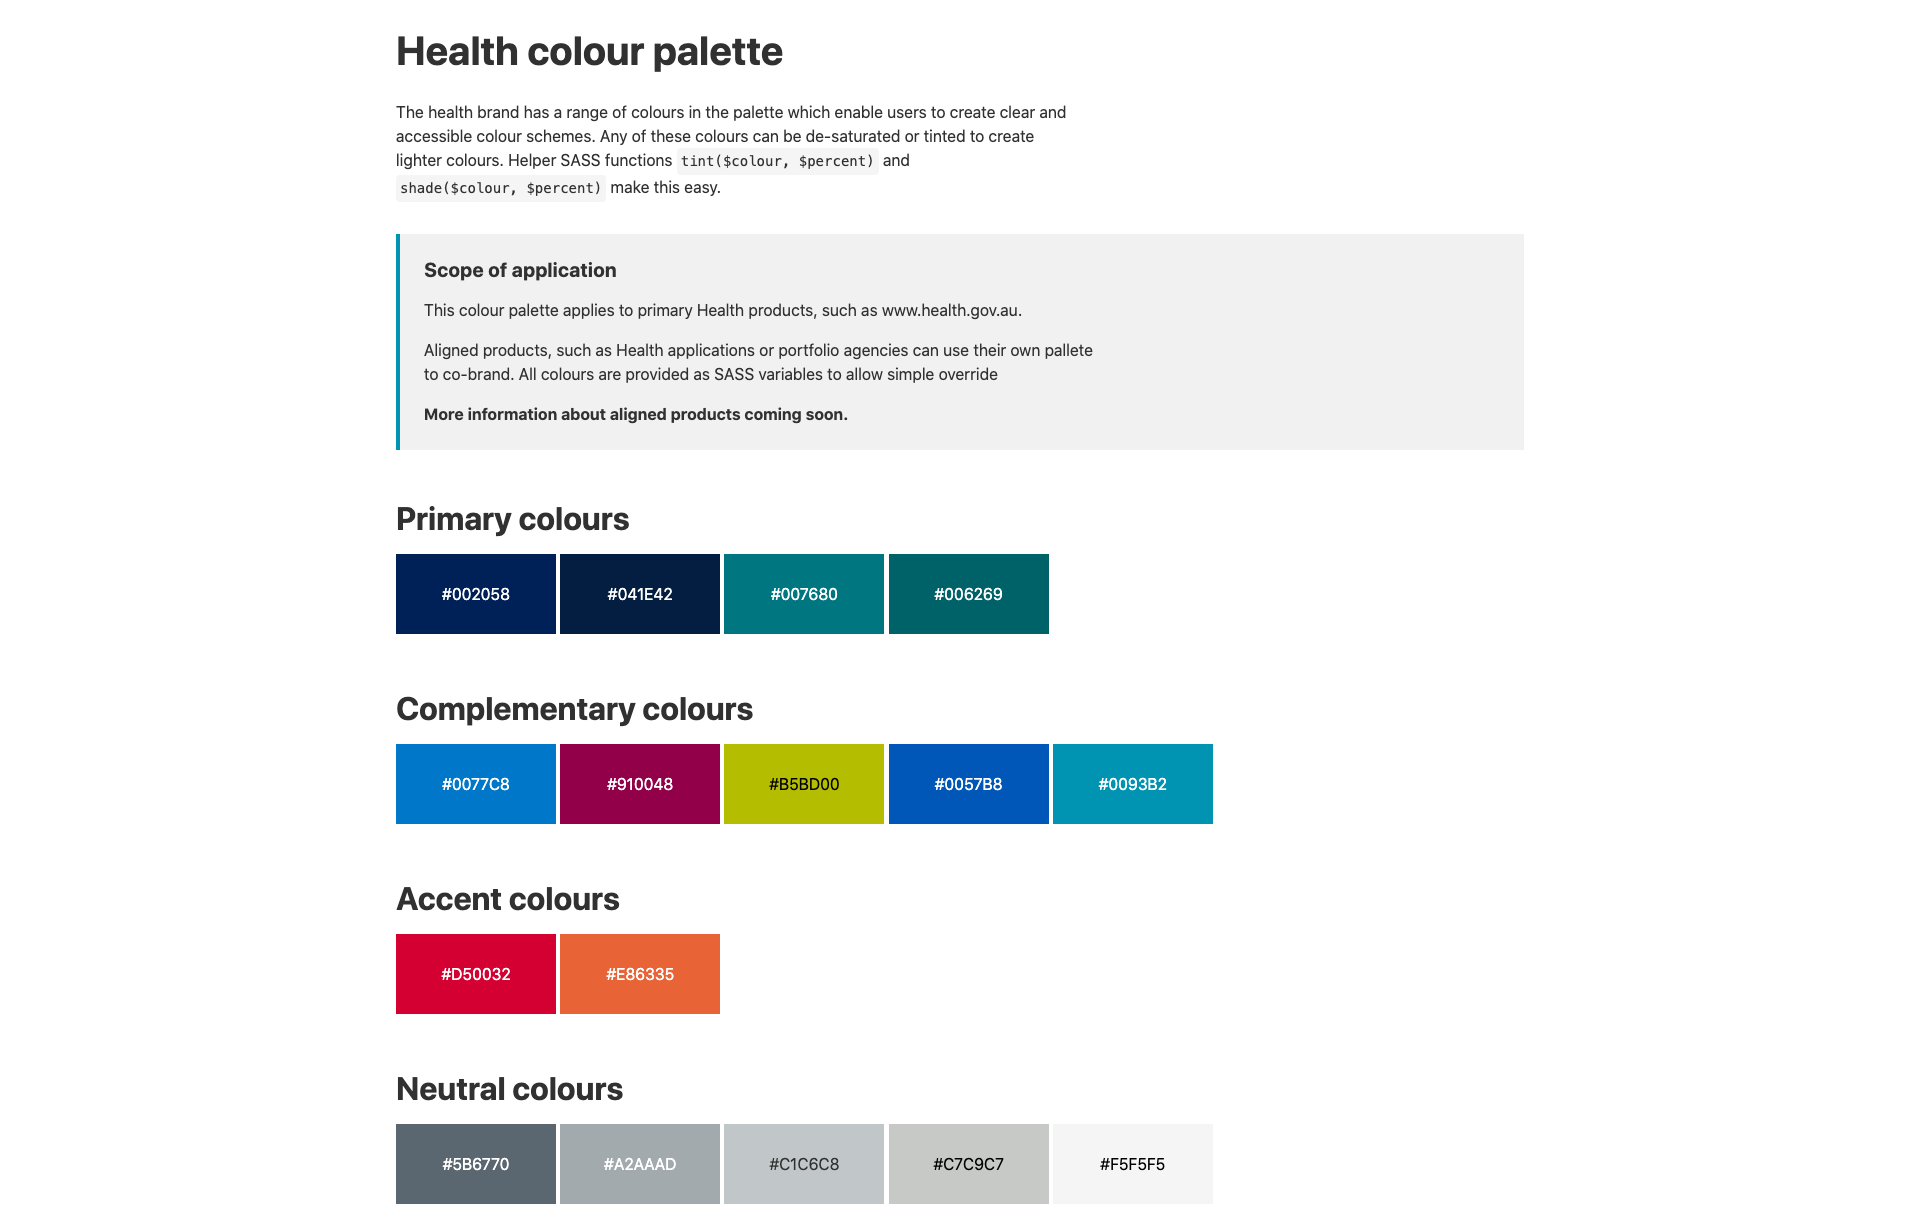 Health colour palette
The health brand has a range of colours in the palette which enable users to create clear and
accessible colour schemes. Any of these colours can be de-saturated or tinted to create
lighter colours. Helper SASS functions tint($colour, $percent) and
shade($colour, $percent) make this easy.
Scope of application
This colour palette applies to primary Health products, such as www.health.gov.au.
Aligned products, such as Health applications or portfolio agencies can use their own pallete
to co-brand. All colours are provided as SASS variables to allow simple override
More information about aligned products coming soon.
Primary colours
#002058 #041E42 #007680 #006269
Complementary colours
#0077C8 #910048 #B5BD00 #0057B8 #0093B2
Accent colours
#D50032 #E86335
Neutral colours
#5B6770 #A2AAAD #C1C6C8 #C7C9C7 #F5F5F5